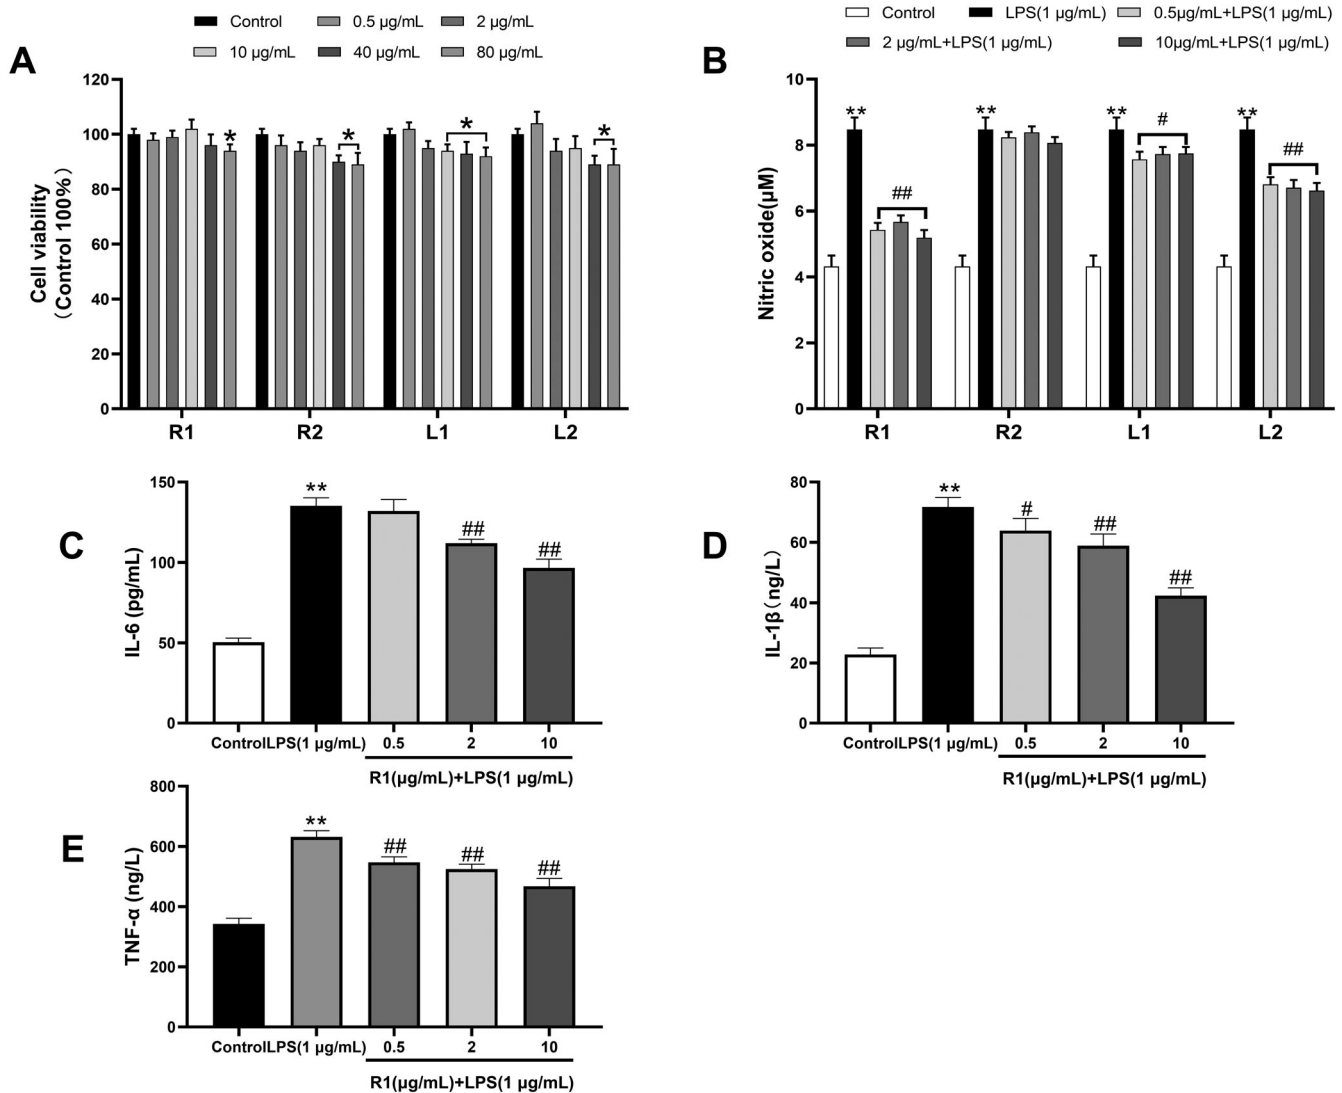 A
Control 0.5 µg/mL 2 µg/mL
10 µg/mL 40 µg/mL 80 µg/mL
Cell viability
(Control 100%)
120
100
80
60
40
20
0
* * * *
R1 R2 L1 L2
B
Control LPS(1 µg/mL) 0.5µg/mL+LPS(1 µg/mL)
2 µg/mL+LPS(1 µg/mL) 10µg/mL+LPS(1 µg/mL)
Nitric oxide(µM)
10
8
6
4
2
0
** ** ** **
## # ##
R1 R2 L1 L2
C
IL-6 (pg/mL)
150
100
50
0
** ## ##
Control LPS(1 µg/mL) 0.5 2 10
R1(µg/mL)+LPS(1 µg/mL)
D
IL-1β(ng/L)
80
60
40
20
0
** # ## ##
Control LPS(1 µg/mL) 0.5 2 10
R1(µg/mL)+LPS(1 µg/mL)
E
TNF-α (ng/L)
800
600
400
200
0
** ## ## ##
Control LPS(1 µg/mL) 0.5 2 10
R1(µg/mL)+LPS(1 µg/mL)